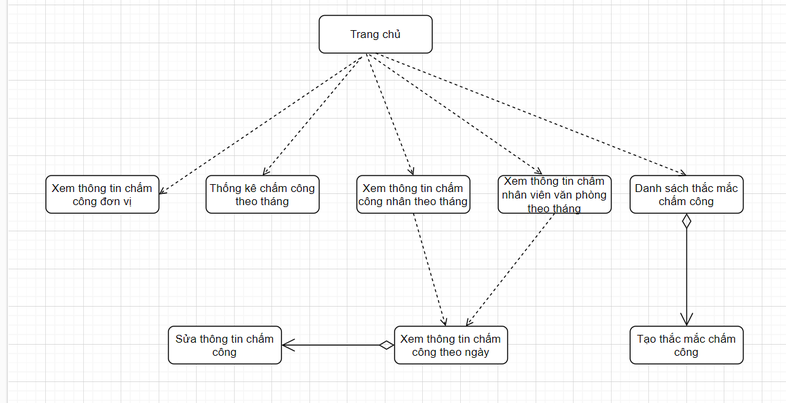 Trang chủ
Xem thông tin chấm
công đơn vị
Thống kê chấm công
theo tháng
Xem thông tin chấm
công nhân theo tháng
Xem thông tin chấm
nhân viên văn phòng
theo tháng
Danh sách thắc mắc
chấm công
Sửa thông tin chấm
công
Xem thông tin chấm
công theo ngày
Tạo thắc mắc chấm
công